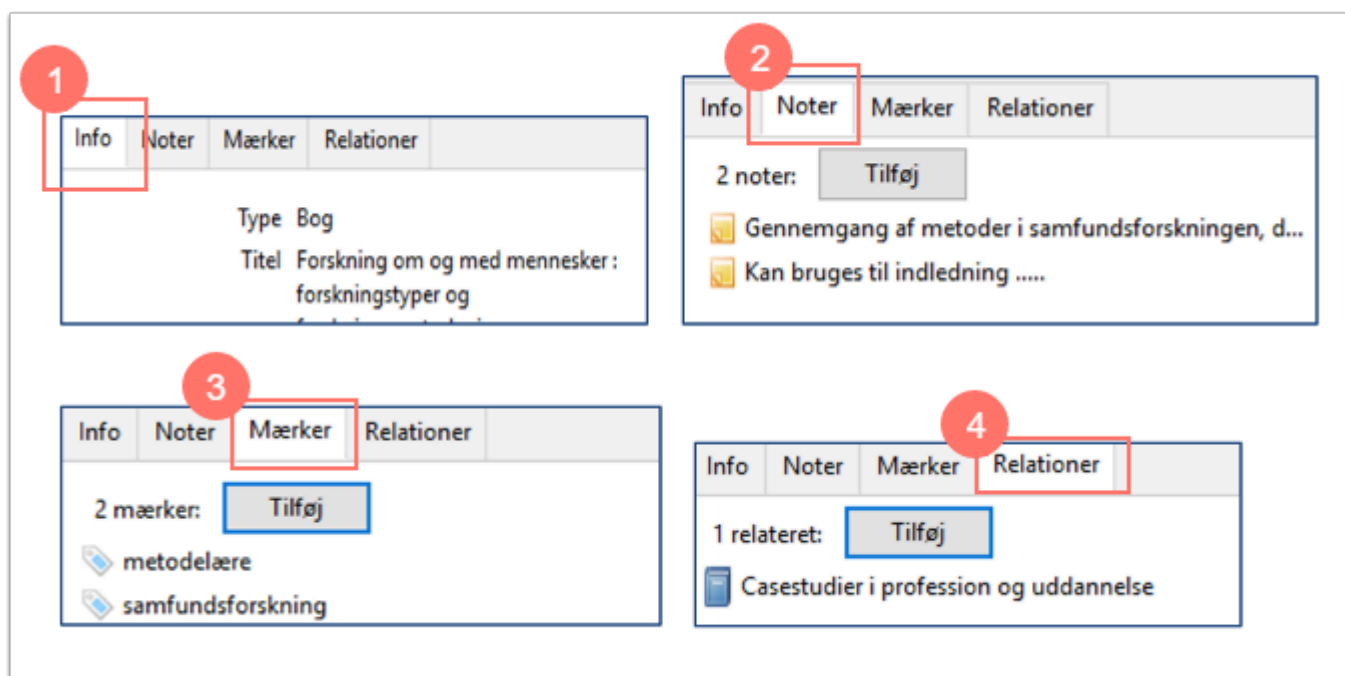 1
Info Noter Mærker Relationer
Type Bog
Titel Forskning om og med mennesker :
forskningstyper og
2
Info Noter Mærker Relationer
2 noter: Tilføj
Gennemgang af metoder i samfundsforskningen, d...
Kan bruges til indledning .....
3
Info Noter Mærker Relationer
2 mærker: Tilføj
metodelære
samfundsforskning
4
Info Noter Mærker Relationer
1 relateret: Tilføj
Casestudier i profession og uddannelse